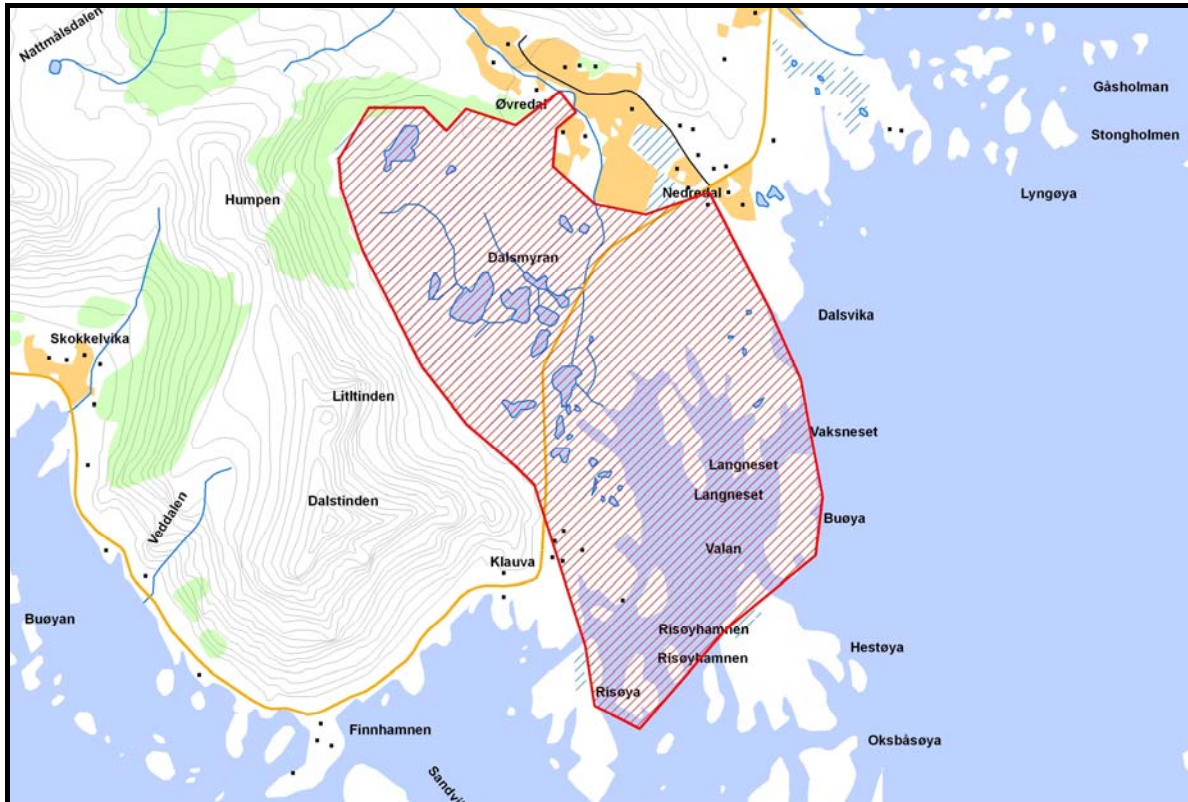 Nattmålsdalen
Gåsholman
Øvredal
Stongholmen
Nedredal
Lyngøya
Humpen
Dalsmyran
Dalsvika
Skokkelvika
Litltinden
Vaksneset
Langneset
Langneset
Dalstinden
Buøya
Veddalen
Valan
Klauva
Buøyan
Risøyhamnen
Hestøya
Risøyhamnen
Risøya
Finnhamnen
Oksbåsøya